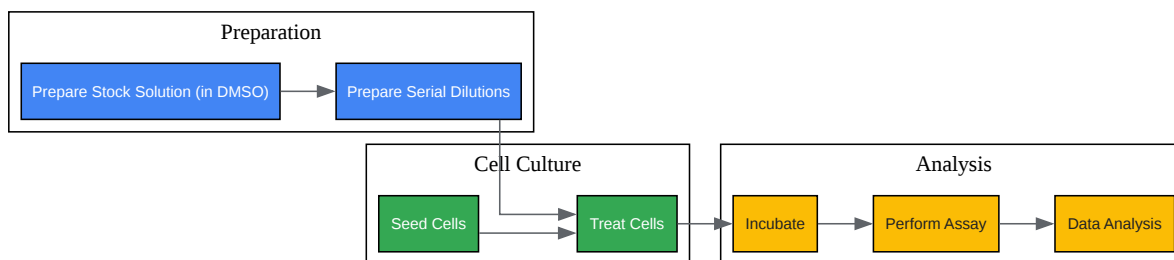 Preparation
Prepare Stock Solution (in DMSO)
Prepare Serial Dilutions
Cell Culture
Seed Cells
Treat Cells
Analysis
Incubate
Perform Assay
Data Analysis